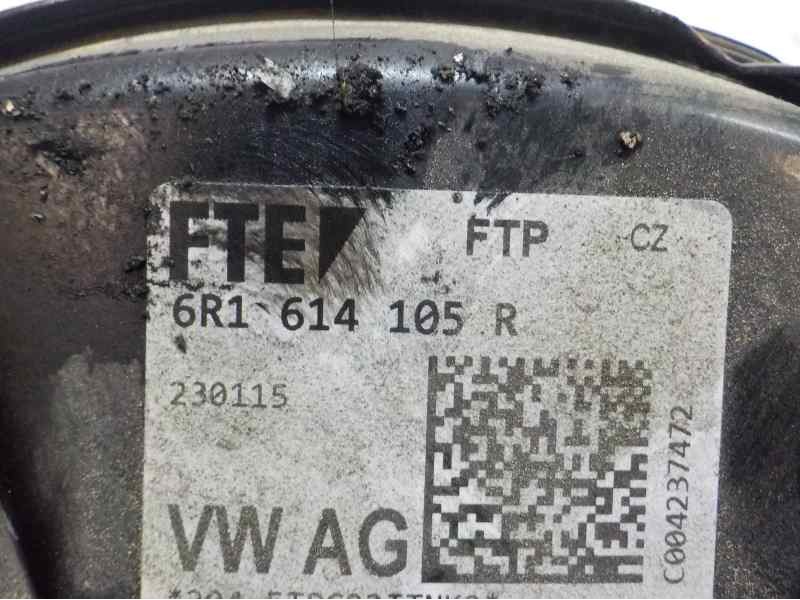 FTE FTP CZ
6R1 614 105 R
230115
C004237472
VW AG